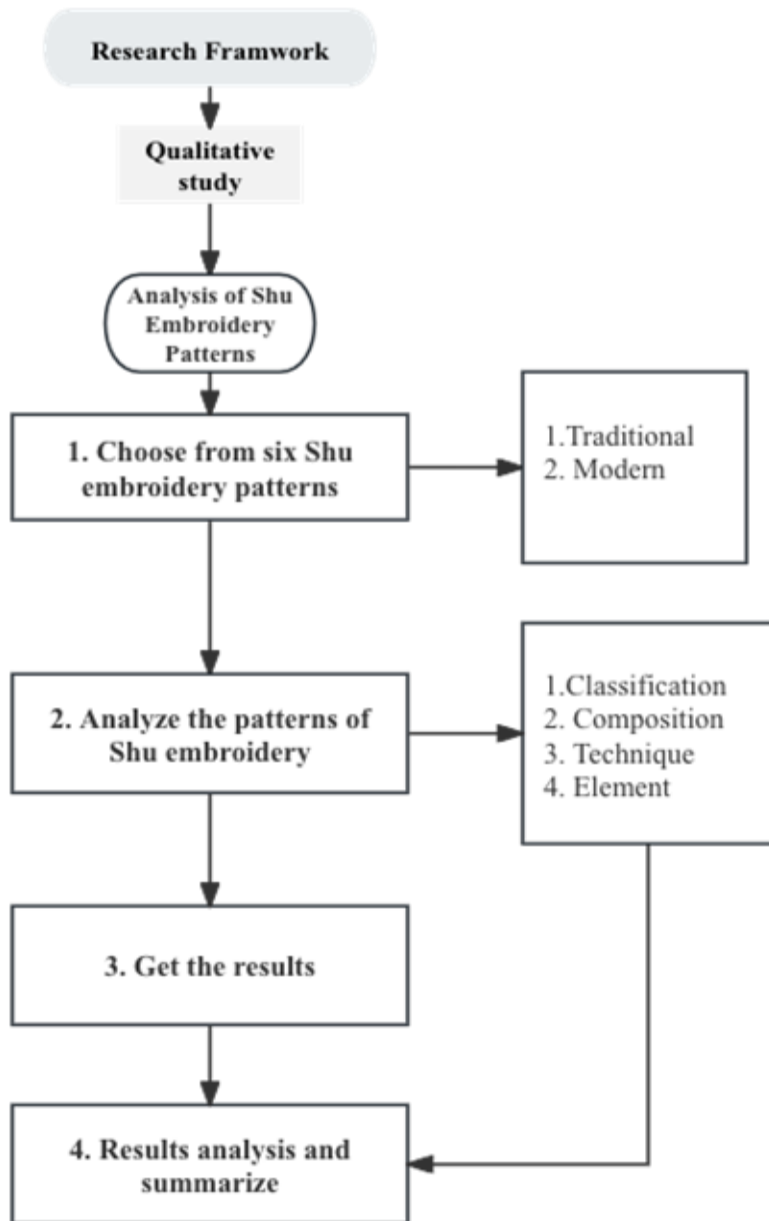 Research Framwork
Qualitative
study
Analysis of Shu
Embroidery
Patterns
1. Choose from six Shu
embroidery patterns
1.Traditional
2. Modern
2. Analyze the patterns of
Shu embroidery
1.Classification
2. Composition
3. Technique
4. Element
3. Get the results
4. Results analysis and
summarize